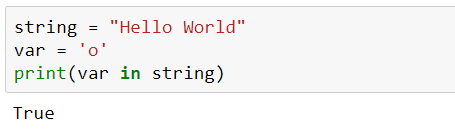 string = "Hello World"
var = 'o'
print(var in string)
True